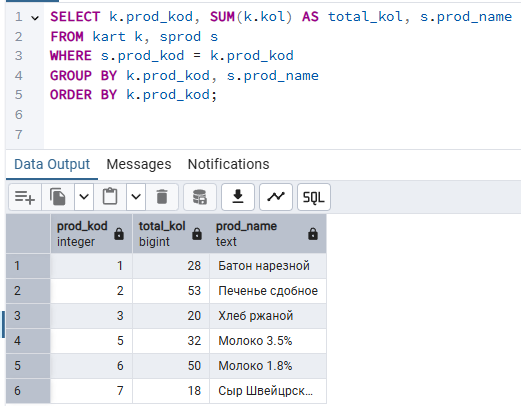 1 SELECT k.prod_kod, SUM(k.kol) AS total_kol, s.prod_name
2 FROM kart k, sprod s
3 WHERE s.prod_kod = k.prod_kod
4 GROUP BY k.prod_kod, s.prod_name
5 ORDER BY k.prod_kod;
6
7
Data Output Messages Notifications
SQL
prod_kod total_kol prod_name
integer bigint text
1 1 28 Батон нарезной
2 2 53 Печенье сдобное
3 3 20 Хлеб ржаной
4 5 32 Молоко 3.5%
5 6 50 Молоко 1.8%
6 7 18 Сыр Швейцрск...